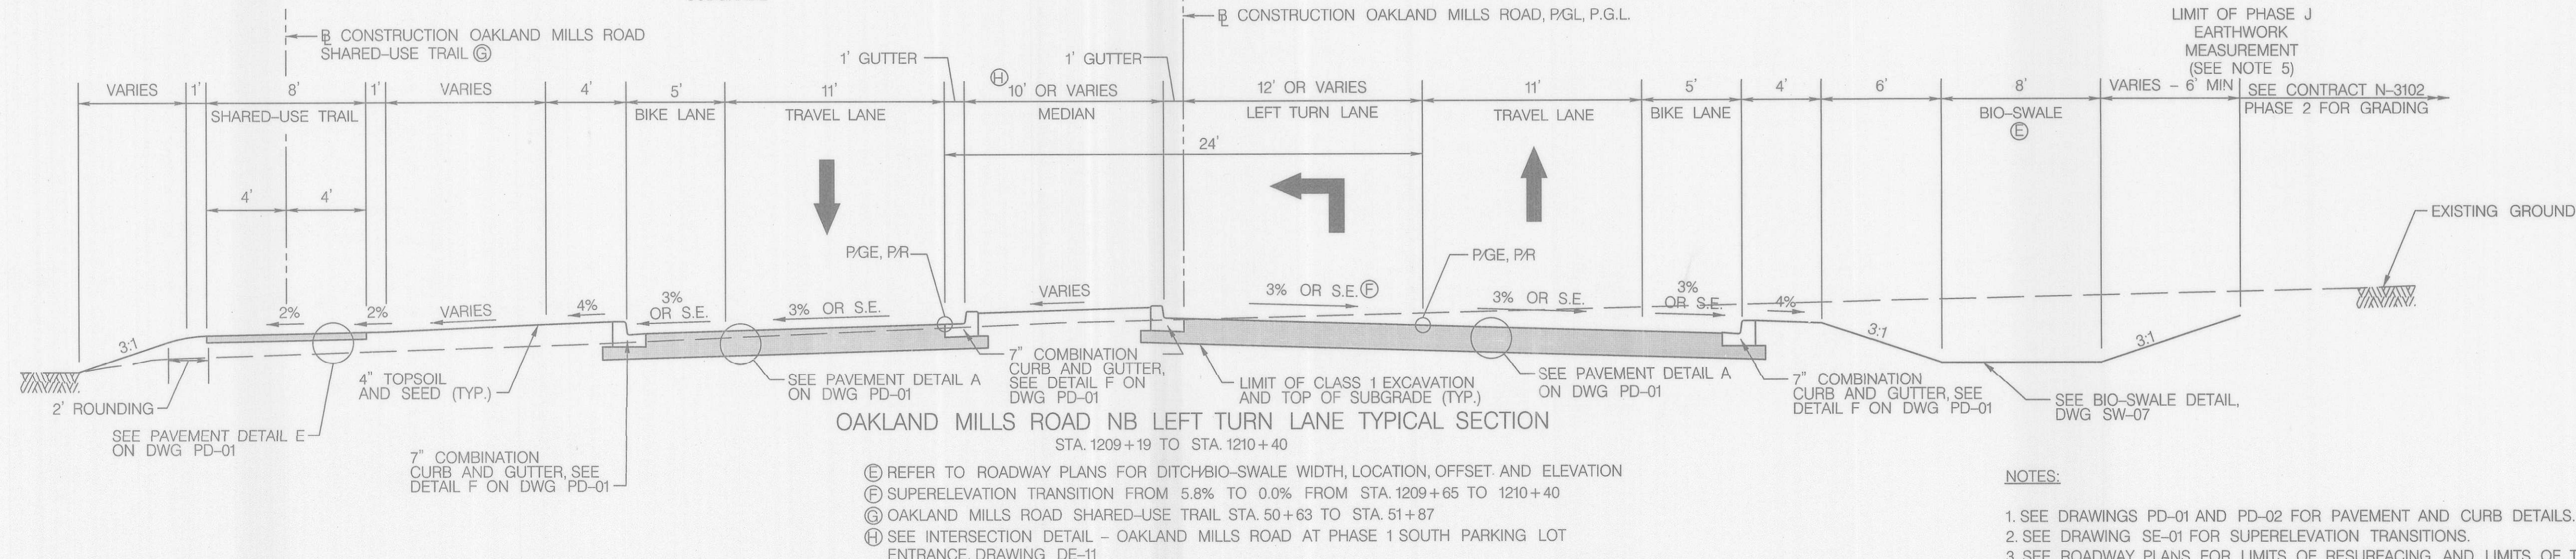 ℄ CONSTRUCTION OAKLAND MILLS ROAD
SHARED-USE TRAIL Ⓖ
℄ CONSTRUCTION OAKLAND MILLS ROAD, P/GL, P.G.L.
LIMIT OF PHASE J
EARTHWORK
MEASUREMENT
(SEE NOTE 5)
1' GUTTER
1' GUTTER
Ⓗ
VARIES
1'
8'
1'
VARIES
4'
5'
11'
10' OR VARIES
12' OR VARIES
11'
5'
4'
6'
8'
VARIES - 6' MIN
SEE CONTRACT N-3102
PHASE 2 FOR GRADING
SHARED-USE TRAIL
BIKE LANE
TRAVEL LANE
MEDIAN
LEFT TURN LANE
TRAVEL LANE
BIKE LANE
BIO-SWALE
Ⓔ
24'
4'
4'
EXISTING GROUND
P/GE, P/R
P/GE, P/R
3:1
2%
2%
VARIES
4%
3%
OR S.E.
3% OR S.E.
VARIES
3% OR S.E. Ⓕ
3% OR S.E.
3%
OR S.E.
4%
3:1
3:1
2' ROUNDING
SEE PAVEMENT DETAIL E
ON DWG PD-01
4" TOPSOIL
AND SEED (TYP.)
7" COMBINATION
CURB AND GUTTER, SEE
DETAIL F ON DWG PD-01
SEE PAVEMENT DETAIL A
ON DWG PD-01
7" COMBINATION
CURB AND GUTTER,
SEE DETAIL F ON
DWG PD-01
LIMIT OF CLASS 1 EXCAVATION
AND TOP OF SUBGRADE (TYP.)
SEE PAVEMENT DETAIL A
ON DWG PD-01
7" COMBINATION
CURB AND GUTTER, SEE
DETAIL F ON DWG PD-01
SEE BIO-SWALE DETAIL,
DWG SW-07
OAKLAND MILLS ROAD NB LEFT TURN LANE TYPICAL SECTION
STA. 1209+19 TO STA. 1210+40
Ⓔ REFER TO ROADWAY PLANS FOR DITCH/BIO-SWALE WIDTH, LOCATION, OFFSET AND ELEVATION
Ⓕ SUPERELEVATION TRANSITION FROM 5.8% TO 0.0% FROM STA. 1209+65 TO 1210+40
Ⓖ OAKLAND MILLS ROAD SHARED-USE TRAIL STA. 50+63 TO STA. 51+87
Ⓗ SEE INTERSECTION DETAIL - OAKLAND MILLS ROAD AT PHASE 1 SOUTH PARKING LOT
ENTRANCE, DRAWING DE-11
NOTES:
1. SEE DRAWINGS PD-01 AND PD-02 FOR PAVEMENT AND CURB DETAILS.
2. SEE DRAWING SE-01 FOR SUPERELEVATION TRANSITIONS.
3. SEE ROADWAY PLANS FOR LIMITS OF RESURFACING AND LIMITS OF